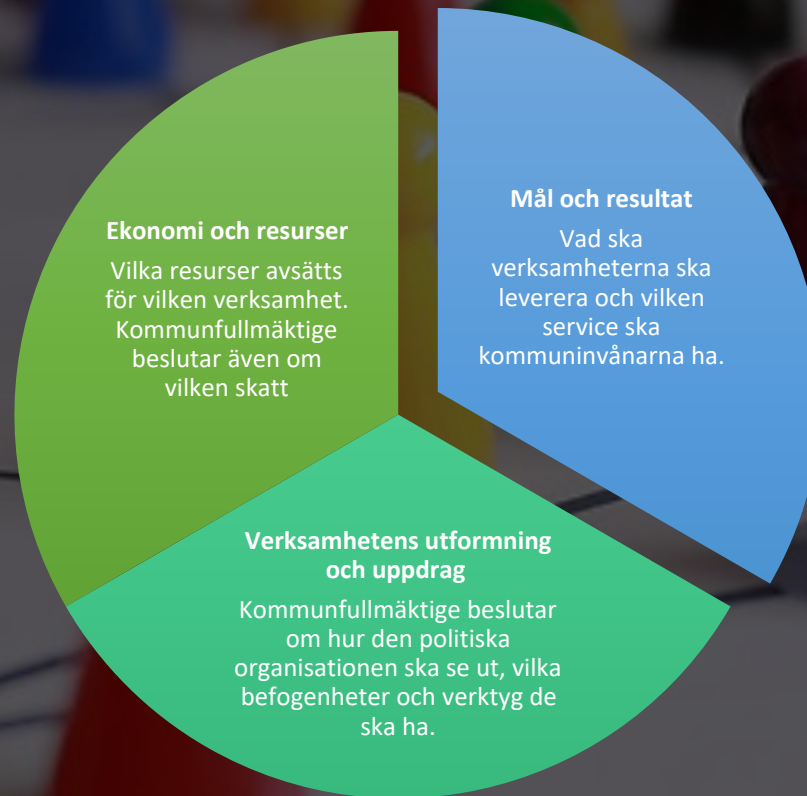 Ekonomi och resurser
Vilka resurser avsätts
för vilken verksamhet.
Kommunfullmäktige
beslutar även om
vilken skatt
Mål och resultat
Vad ska
verksamheterna ska
leverera och vilken
service ska
kommuninvånarna ha.
Verksamhetens utformning
och uppdrag
Kommunfullmäktige beslutar
om hur den politiska
organisationen ska se ut, vilka
befogenheter och verktyg de
ska ha.